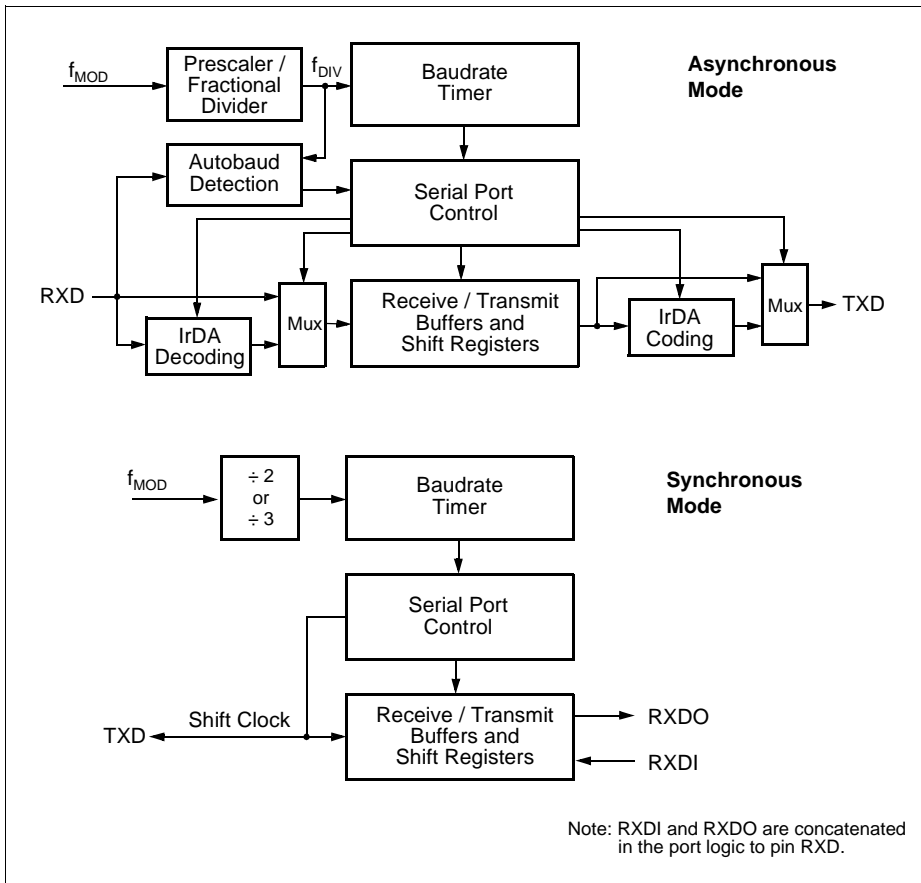 Asynchronous
Mode
f_MOD
Prescaler /
Fractional
Divider
f_DIV
Baudrate
Timer
Autobaud
Detection
Serial Port
Control
RXD
IrDA
Decoding
Mux
Receive / Transmit
Buffers and
Shift Registers
IrDA
Coding
Mux
TXD
Synchronous
Mode
f_MOD
÷ 2
or
÷ 3
Baudrate
Timer
Serial Port
Control
TXD
Shift Clock
Receive / Transmit
Buffers and
Shift Registers
RXDO
RXDI
Note: RXDI and RXDO are concatenated
in the port logic to pin RXD.